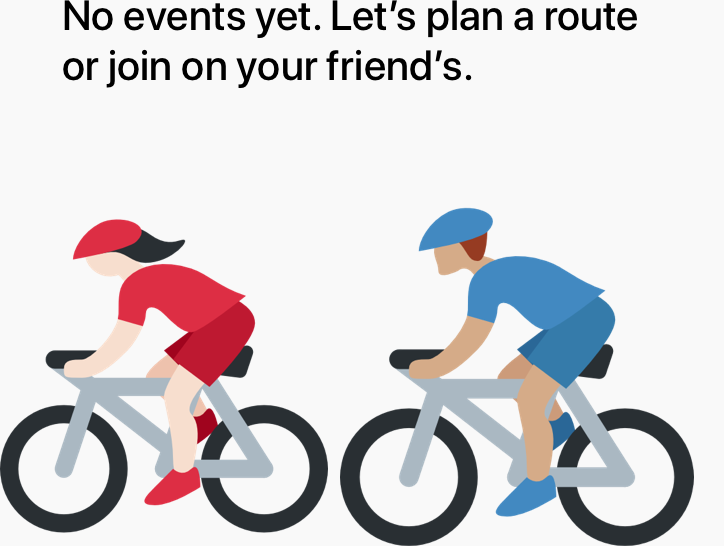 No events yet. Let’s plan a route
or join on your friend’s.